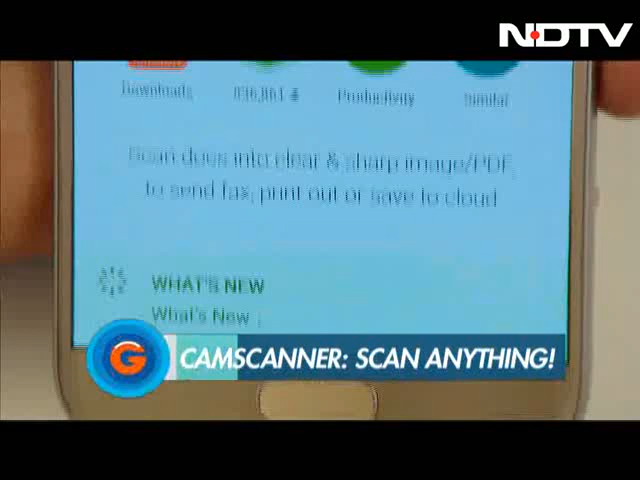 NDTV
Downloads
Productivity
Similar
Scan docs into clear & sharp image/PDF,
to send fax, print out or save to cloud
WHAT'S NEW
What's New
G
CAMSCANNER: SCAN ANYTHING!